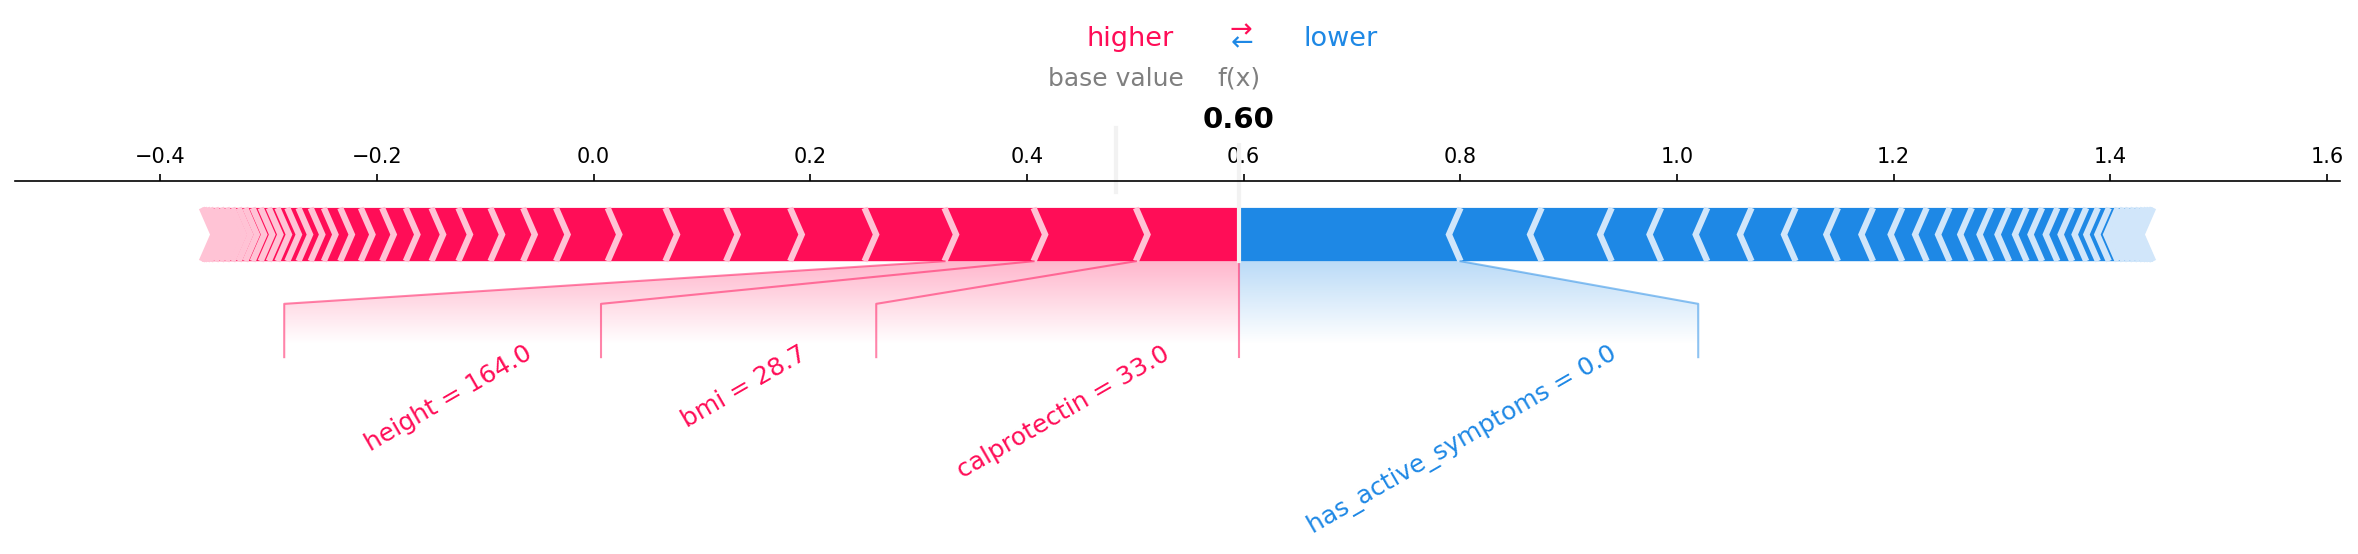 higher ⇄ lower
base value f(x)
0.60
−0.4 −0.2 0.0 0.2 0.4 0.6 0.8 1.0 1.2 1.4 1.6
height = 164.0
bmi = 28.7
calprotectin = 33.0
has_active_symptoms = 0.0